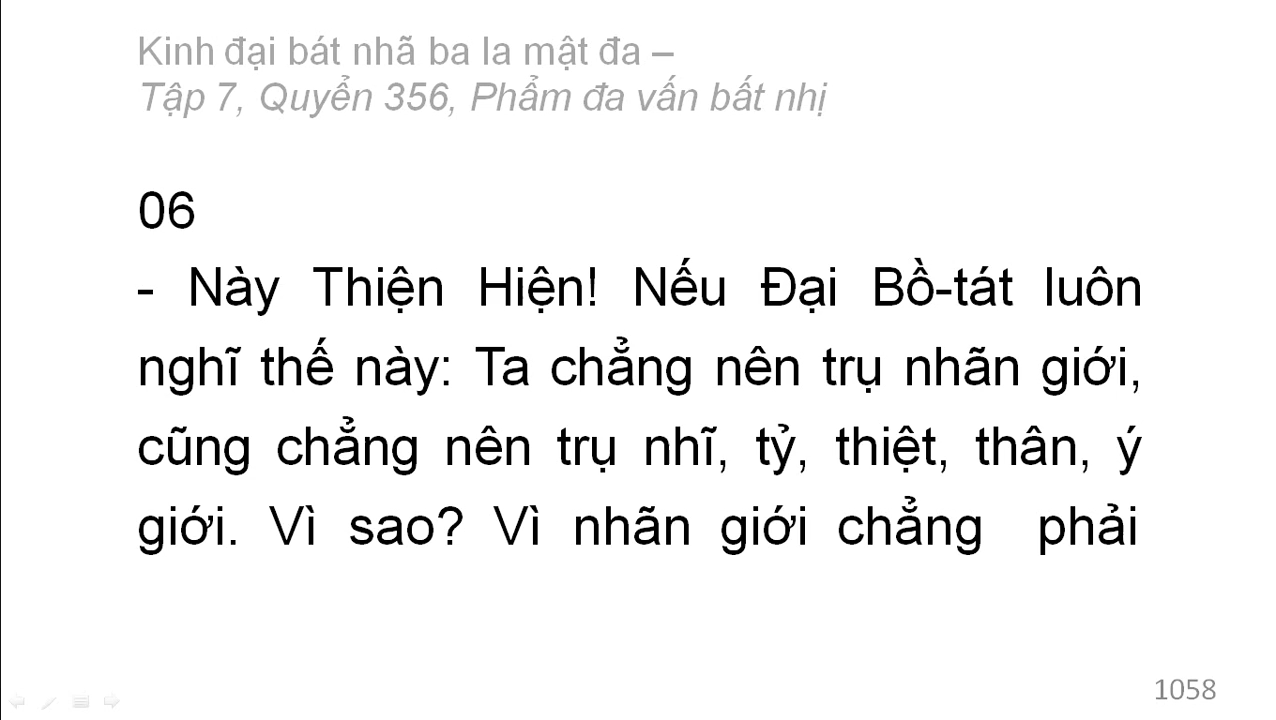 Kinh đại bát nhã ba la mật đa –
Tập 7, Quyển 356, Phẩm đa vấn bất nhị
06
- Này Thiện Hiện! Nếu Đại Bồ-tát luôn
nghĩ thế này: Ta chẳng nên trụ nhãn giới,
cũng chẳng nên trụ nhĩ, tỷ, thiệt, thân, ý
giới. Vì sao? Vì nhãn giới chẳng phải
1058